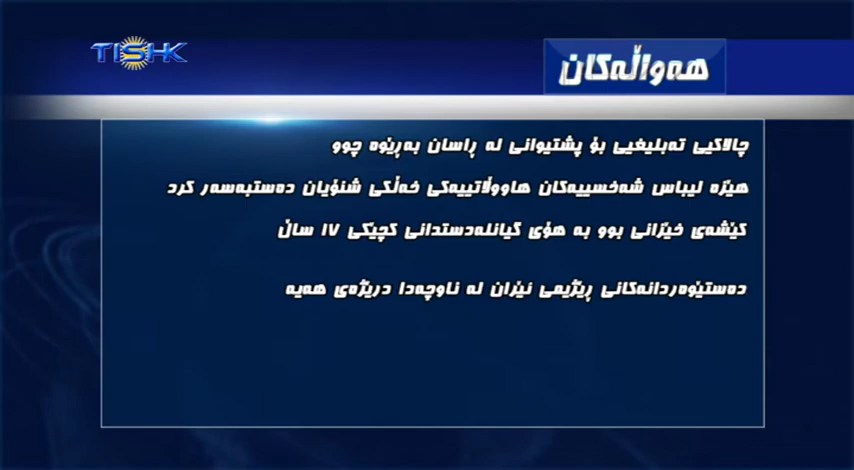 TISHK
هەواڵەکان
چالاکیی تەبلیغیی بۆ پشتیوانی لە ڕاسان بەڕێوە چوو
هێزە لیباس شەخسییەکان هاووڵاتییەکی خەڵکی شنۆیان دەستبەسەر کرد
کێشەی خێزانی بوو بە هۆی گیانلەدەستدانی کچێکی ١٧ ساڵ
دەستێوەردانەکانی ڕێژیمی ئێران لە ناوچەدا درێژەی هەیە